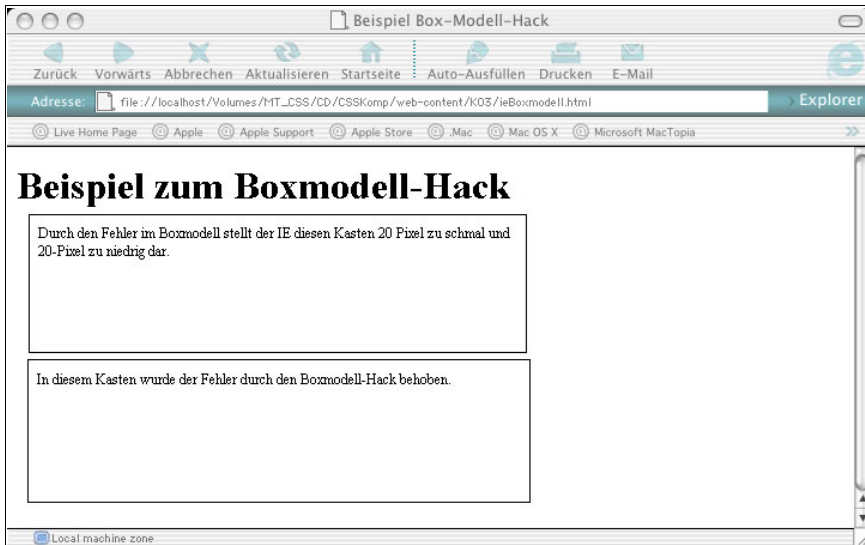 Beispiel Box-Modell-Hack
Zurück Vorwärts Abbrechen Aktualisieren Startseite Auto-Ausfüllen Drucken E-Mail
Adresse: file://localhost/Volumes/MT_CSS/CD/CSSKomp/web-content/K03/ieBoxmodell.html Explorer
Live Home Page Apple Apple Support Apple Store .Mac Mac OS X Microsoft MacTopia
Beispiel zum Boxmodell-Hack
Durch den Fehler im Boxmodell stellt der IE diesen Kasten 20 Pixel zu schmal und
20-Pixel zu niedrig dar.
In diesem Kasten wurde der Fehler durch den Boxmodell-Hack behoben.
Local machine zone